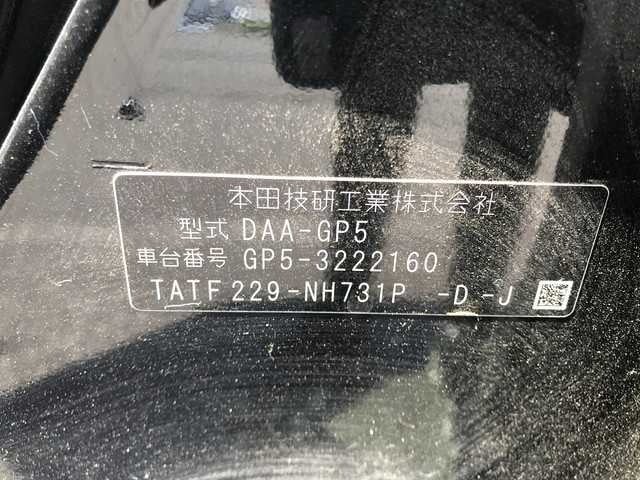 本田技研工業株式会社
型式 DAA-GP5
車台番号 GP5-3222160
TATF229-NH731P -D -J